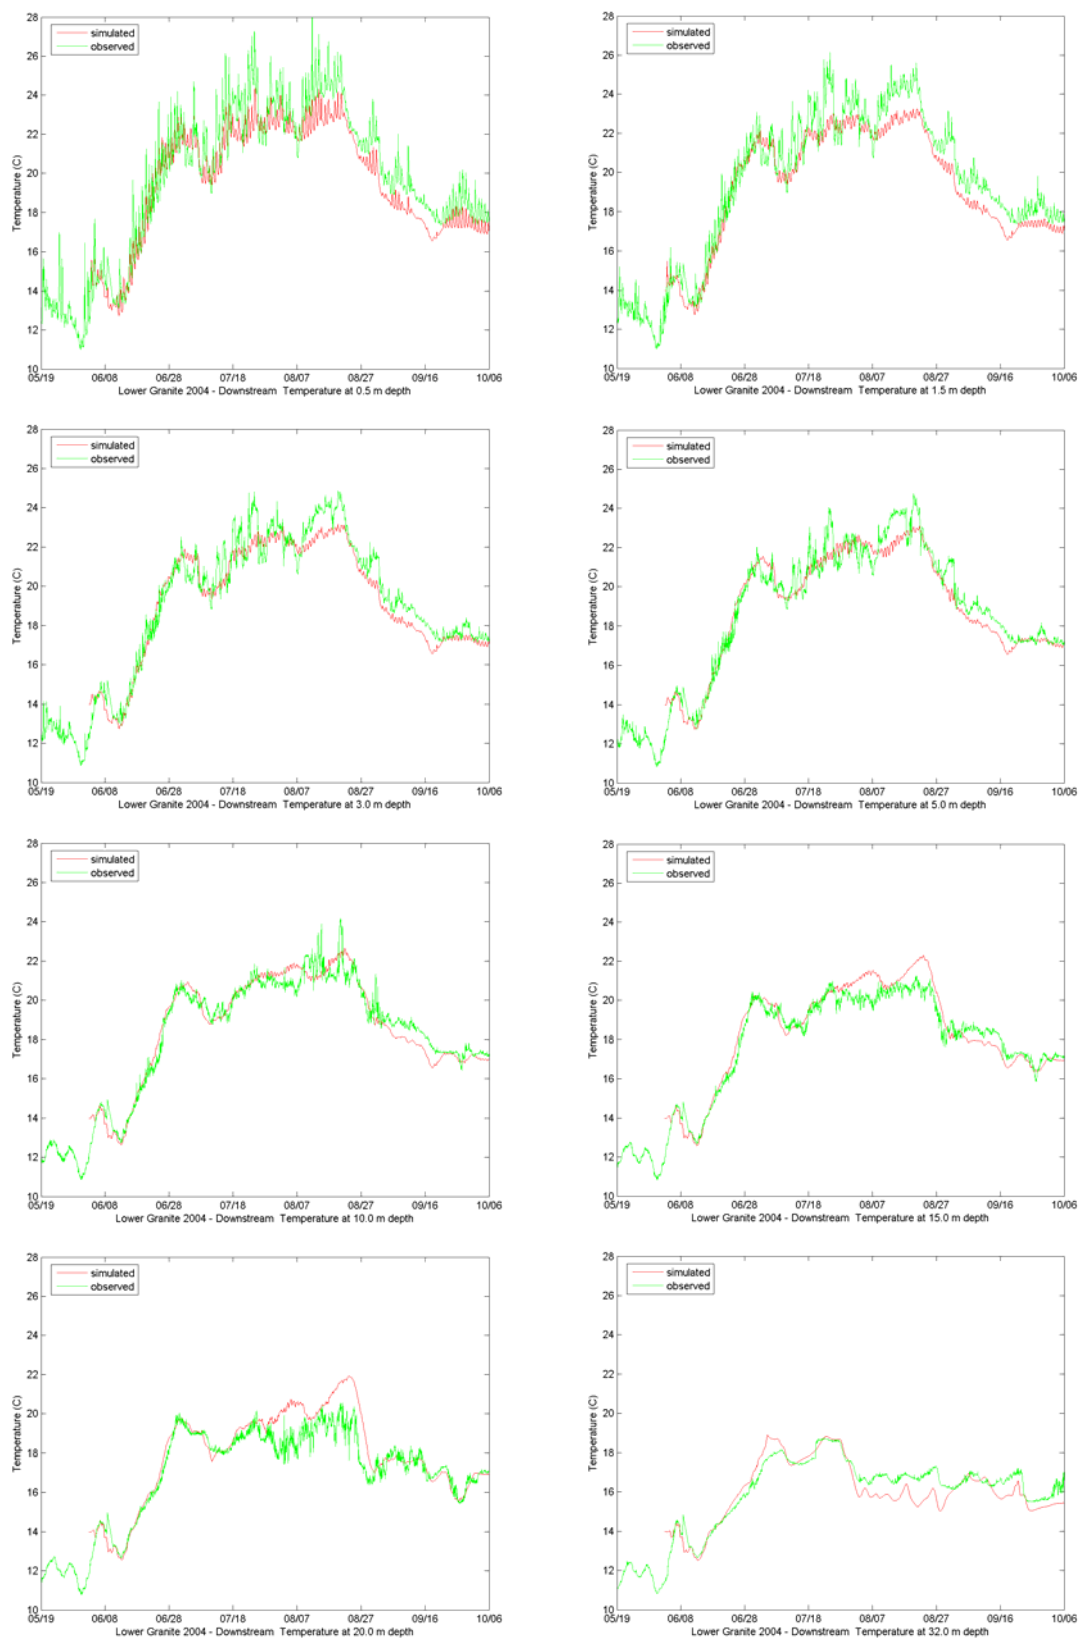 28
26
24
22
20
18
16
14
12
10
Temperature (C)
simulated
observed
05/19 06/08 06/28 07/18 08/07 08/27 09/16 10/06
Lower Granite 2004 - Downstream Temperature at 0.5 m depth
28
26
24
22
20
18
16
14
12
10
Temperature (C)
simulated
observed
05/19 06/08 06/28 07/18 08/07 08/27 09/16 10/06
Lower Granite 2004 - Downstream Temperature at 1.5 m depth
28
26
24
22
20
18
16
14
12
10
Temperature (C)
simulated
observed
05/19 06/08 06/28 07/18 08/07 08/27 09/16 10/06
Lower Granite 2004 - Downstream Temperature at 3.0 m depth
28
26
24
22
20
18
16
14
12
10
Temperature (C)
simulated
observed
05/19 06/08 06/28 07/18 08/07 08/27 09/16 10/06
Lower Granite 2004 - Downstream Temperature at 5.0 m depth
28
26
24
22
20
18
16
14
12
10
Temperature (C)
simulated
observed
05/19 06/08 06/28 07/18 08/07 08/27 09/16 10/06
Lower Granite 2004 - Downstream Temperature at 10.0 m depth
28
26
24
22
20
18
16
14
12
10
Temperature (C)
simulated
observed
05/19 06/08 06/28 07/18 08/07 08/27 09/16 10/06
Lower Granite 2004 - Downstream Temperature at 15.0 m depth
28
26
24
22
20
18
16
14
12
10
Temperature (C)
simulated
observed
05/19 06/08 06/28 07/18 08/07 08/27 09/16 10/06
Lower Granite 2004 - Downstream Temperature at 20.0 m depth
28
26
24
22
20
18
16
14
12
10
Temperature (C)
simulated
observed
05/19 06/08 06/28 07/18 08/07 08/27 09/16 10/06
Lower Granite 2004 - Downstream Temperature at 32.0 m depth